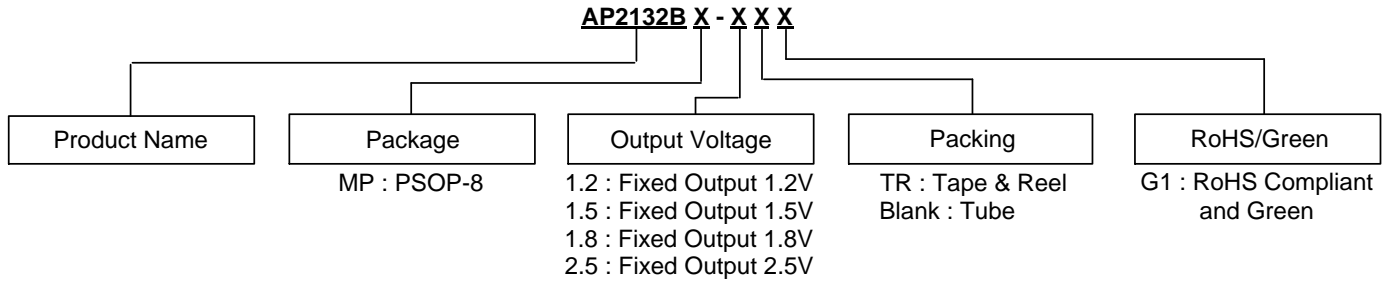 AP2132B X - X X X
Product Name
Package
Output Voltage
Packing
RoHS/Green
MP : PSOP-8
1.2 : Fixed Output 1.2V
1.5 : Fixed Output 1.5V
1.8 : Fixed Output 1.8V
2.5 : Fixed Output 2.5V
TR : Tape & Reel
Blank : Tube
G1 : RoHS Compliant
and Green